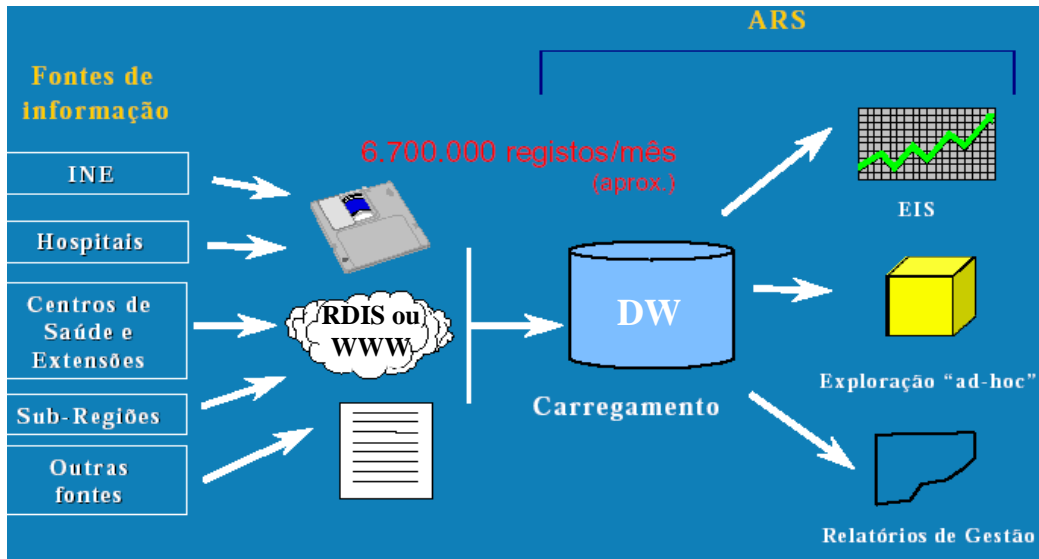 ARS
Fontes de
informação
6.700.000 registos/mês
(aprox.)
INE
Hospitais
Centros de
Saúde e
Extensões
Sub-Regiões
Outras
fontes
RDIS ou
WWW
DW
Carregamento
EIS
Exploração “ad-hoc”
Relatórios de Gestão